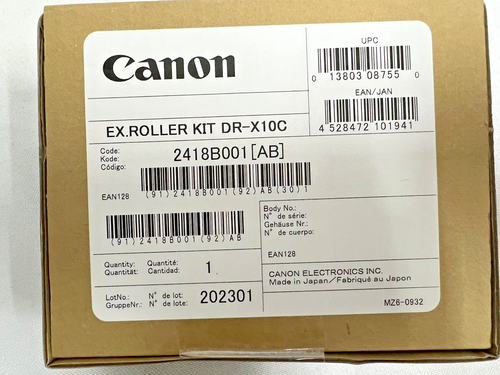 Canon
UPC
0 13803 08755 0
EAN/JAN
4 528472 101941
EX.ROLLER KIT DR-X10C
Code:
Kode:
Código:
2418B001[AB]
EAN128
(91)2418B001(92)AB(30)1
(91)2418B001(92)AB
Body No.:
N° de série:
Gehäuse Nr.:
N° de cuerpo:
EAN128
Quantity: Quantité:
Quantität: Cantidad:
1
CANON ELECTRONICS INC.
Made in Japan/Fabriqué au Japon
LotNo.: N° de lot:
GruppeNr.: N° de lote:
202301
MZ6-0932